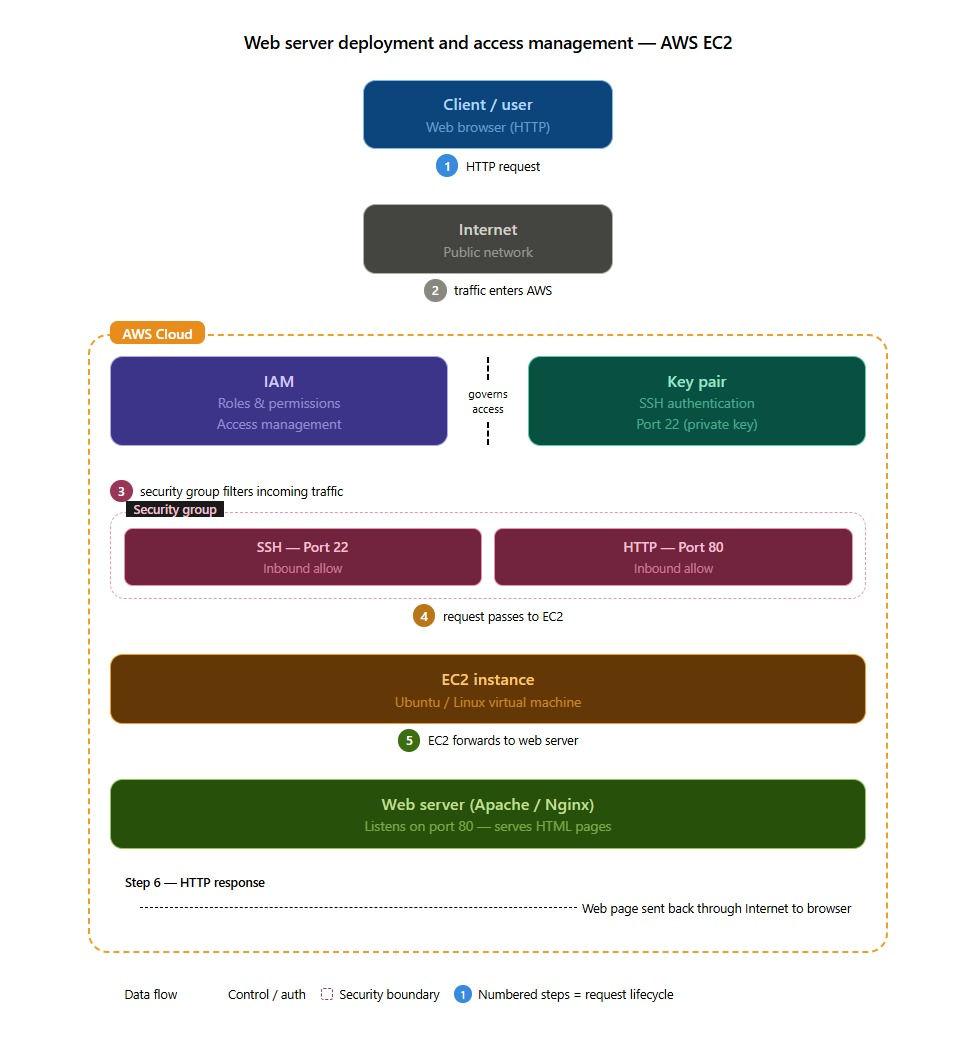 Web server deployment and access management — AWS EC2
Client / user
Web browser (HTTP)
1 HTTP request
Internet
Public network
2 traffic enters AWS
AWS Cloud
IAM
Roles & permissions
Access management
governs
access
Key pair
SSH authentication
Port 22 (private key)
3 security group filters incoming traffic
Security group
SSH — Port 22
Inbound allow
HTTP — Port 80
Inbound allow
4 request passes to EC2
EC2 instance
Ubuntu / Linux virtual machine
5 EC2 forwards to web server
Web server (Apache / Nginx)
Listens on port 80 — serves HTML pages
Step 6 — HTTP response
Web page sent back through Internet to browser
Data flow Control / auth Security boundary 1 Numbered steps = request lifecycle